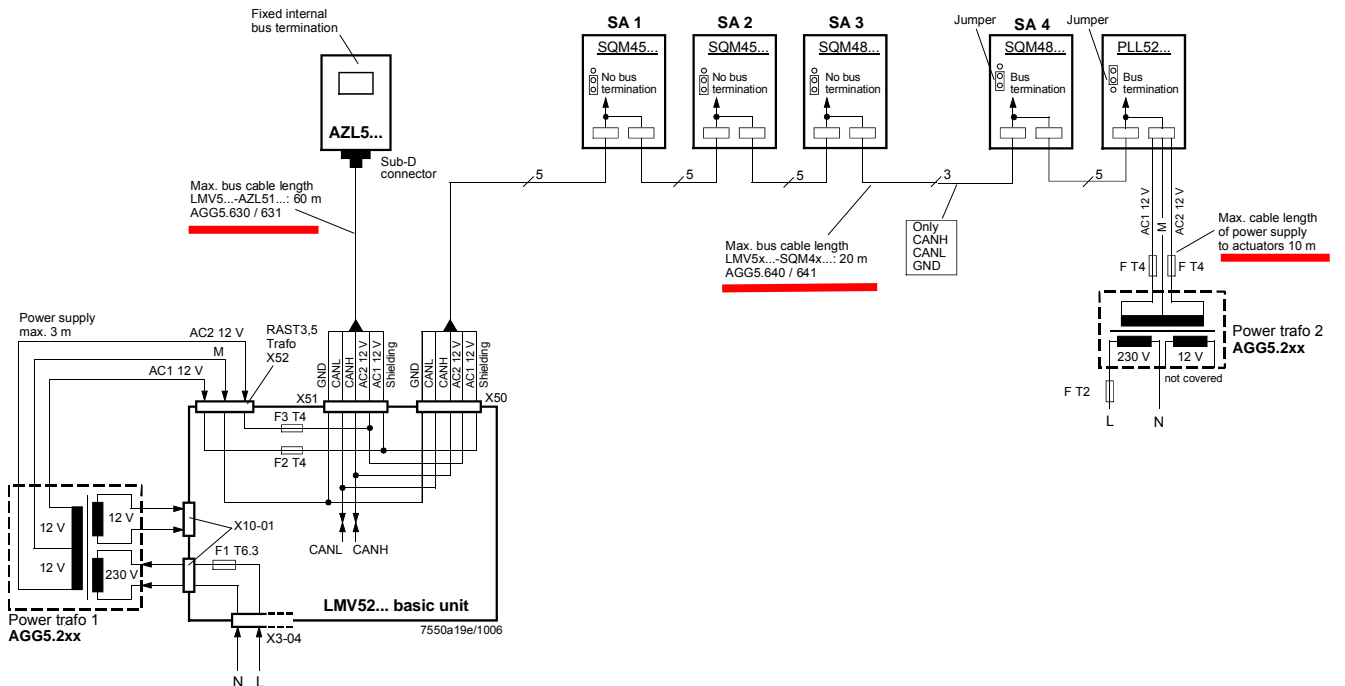 Fixed internal
bus termination
AZL5...
Sub-D
connector
Max. bus cable length
LMV5...-AZL51...: 60 m
AGG5.630 / 631
SA 1
SQM45...
No bus
termination
SA 2
SQM45...
No bus
termination
SA 3
SQM48...
No bus
termination
Jumper
SA 4
SQM48...
Bus
termination
Jumper
PLL52...
Bus
termination
5
5
5
3
5
Max. bus cable length
LMV5x...-SQM4x...: 20 m
AGG5.640 / 641
Only
CANH
CANL
GND
AC1 12 V
M
AC2 12 V
Max. cable length
of power supply
to actuators 10 m
F T4
F T4
Power trafo 2
AGG5.2xx
230 V
12 V
not covered
F T2
L
N
Power supply
max. 3 m
AC2 12 V
M
AC1 12 V
RAST3,5
Trafo
X52
GND
CANL
CANH
AC2 12 V
AC1 12 V
Shielding
GND
CANL
CANH
AC2 12 V
AC1 12 V
Shielding
X51
X50
F3 T4
F2 T4
12 V
12 V
12 V
230 V
X10-01
F1 T6.3
CANL
CANH
LMV52... basic unit
7550a19e/1006
Power trafo 1
AGG5.2xx
X3-04
N
L